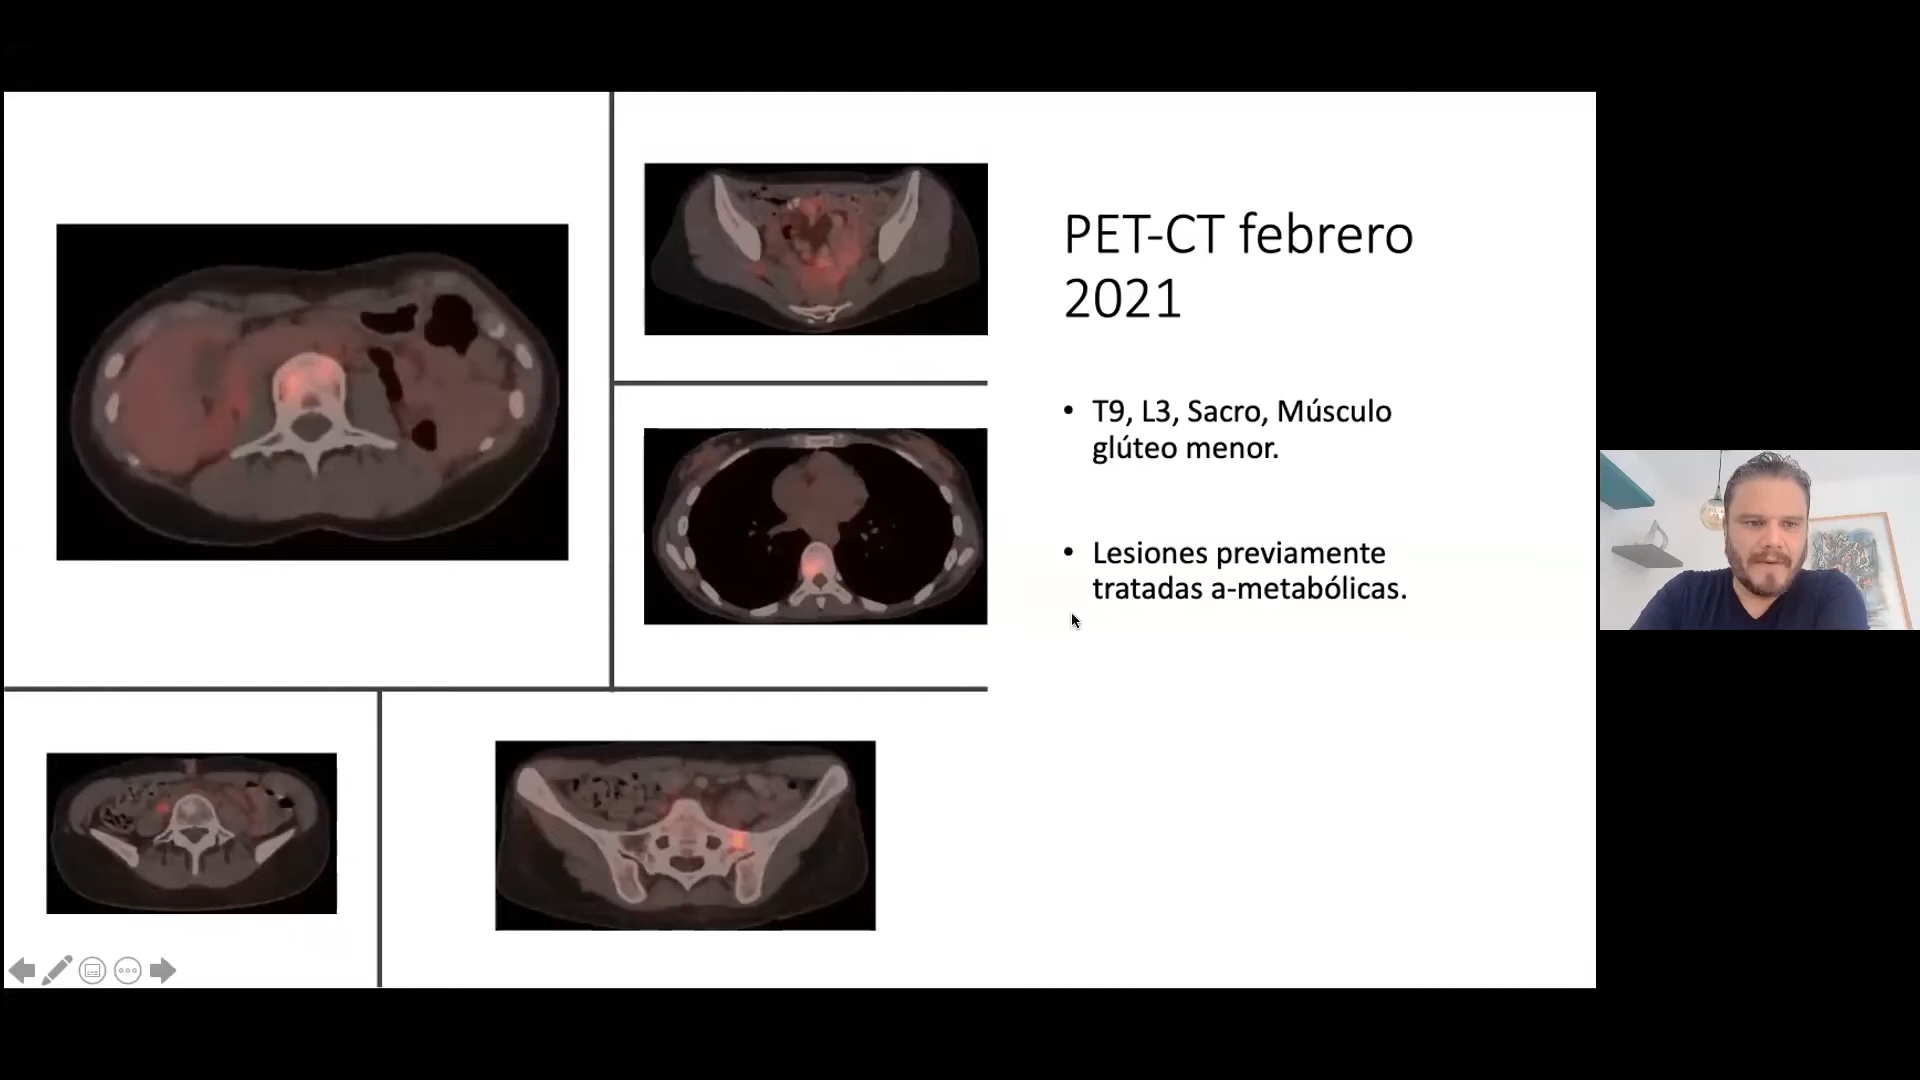 PET-CT febrero
2021
• T9, L3, Sacro, Músculo
glúteo menor.
• Lesiones previamente
tratadas a-metabólicas.